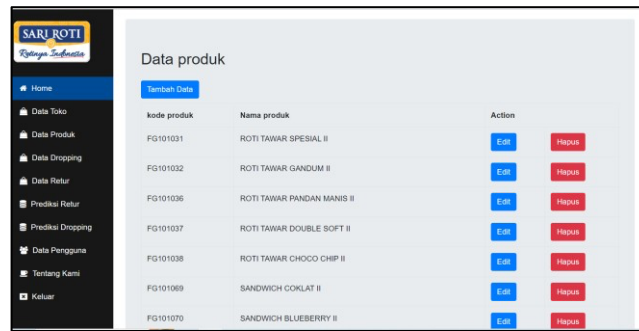 SARI ROTI
Rotinya Indonesia
Home
Data Toko
Data Produk
Data Dropping
Data Retur
Prediksi Retur
Prediksi Dropping
Data Pengguna
Tentang Kami
Keluar
Data produk
Tambah Data
kode produk Nama produk Action
FG101031 ROTI TAWAR SPESIAL II Edit Hapus
FG101032 ROTI TAWAR GANDUM II Edit Hapus
FG101036 ROTI TAWAR PANDAN MANIS II Edit Hapus
FG101037 ROTI TAWAR DOUBLE SOFT II Edit Hapus
FG101038 ROTI TAWAR CHOCO CHIP II Edit Hapus
FG101069 SANDWICH COKLAT II Edit Hapus
FG101070 SANDWICH BLUEBERRY II Edit Hapus